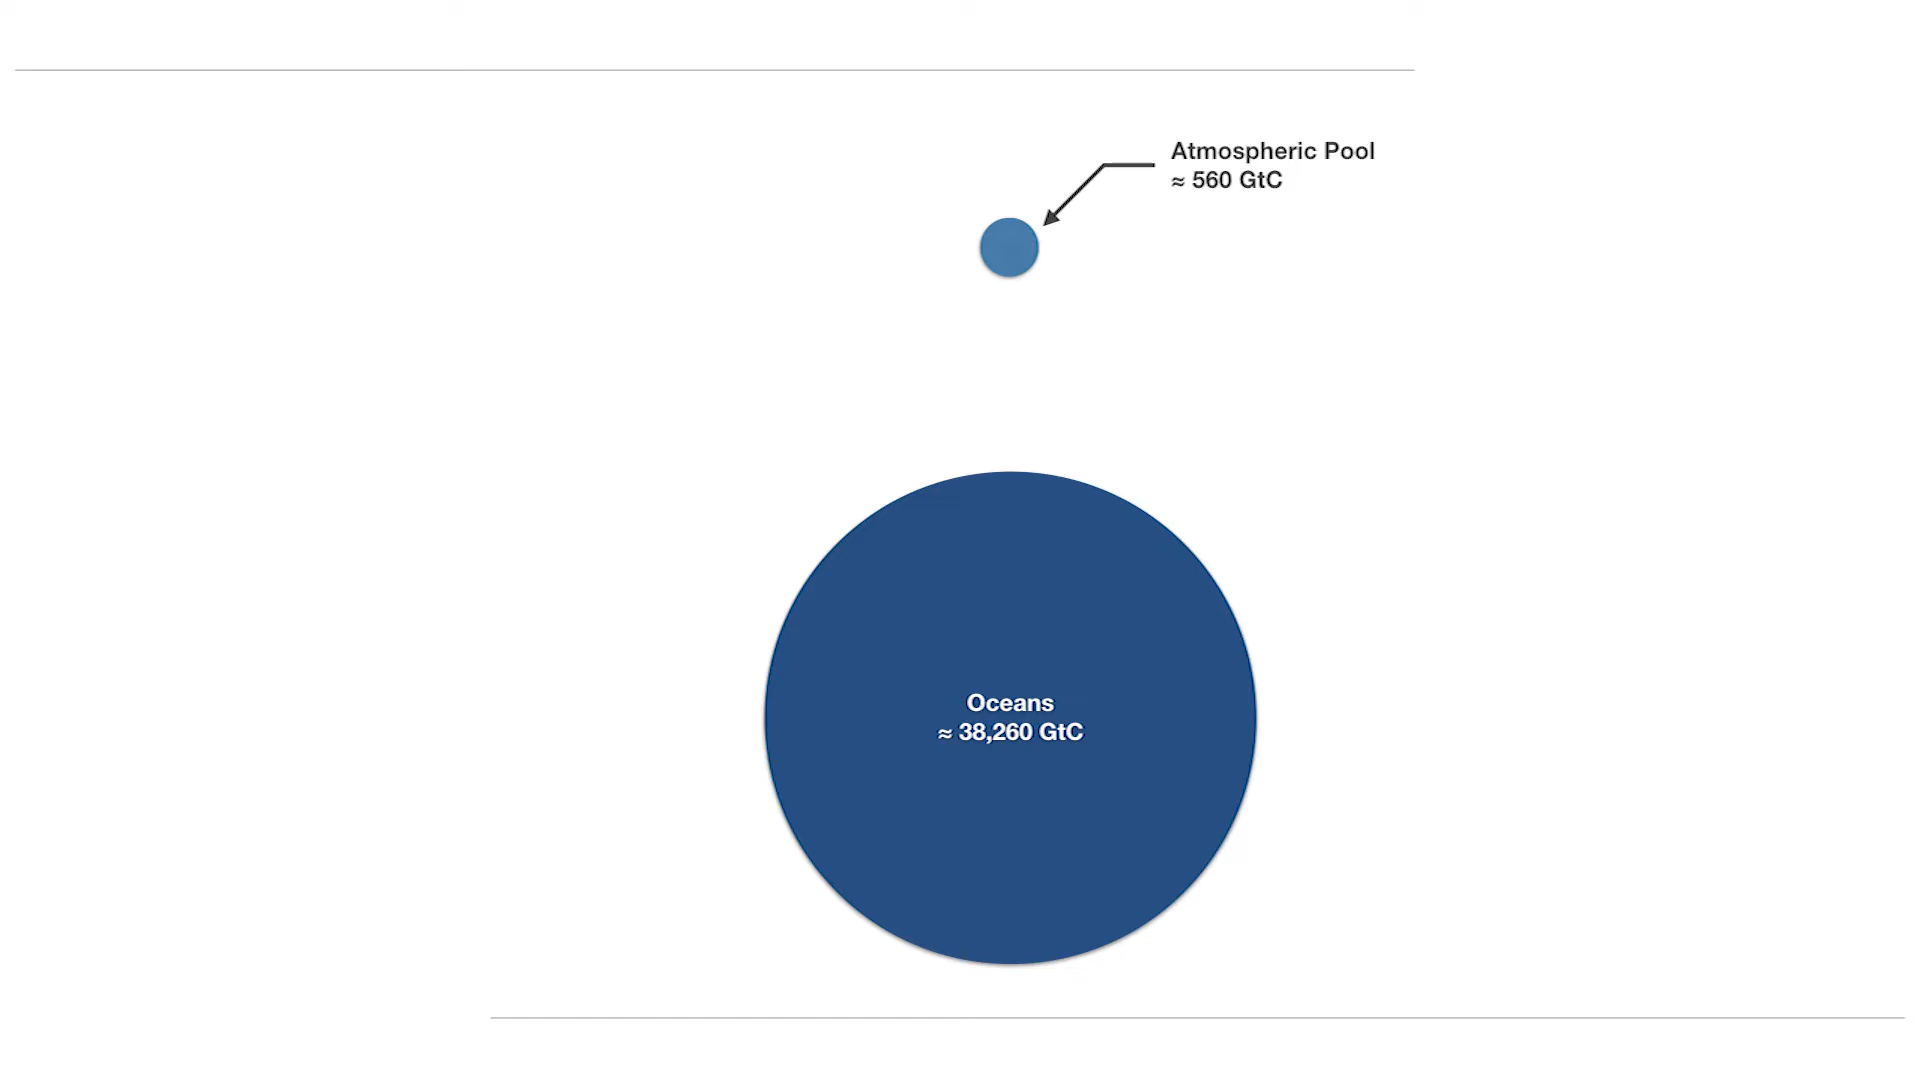 Atmospheric Pool
≈ 560 GtC
Oceans
≈ 38,260 GtC